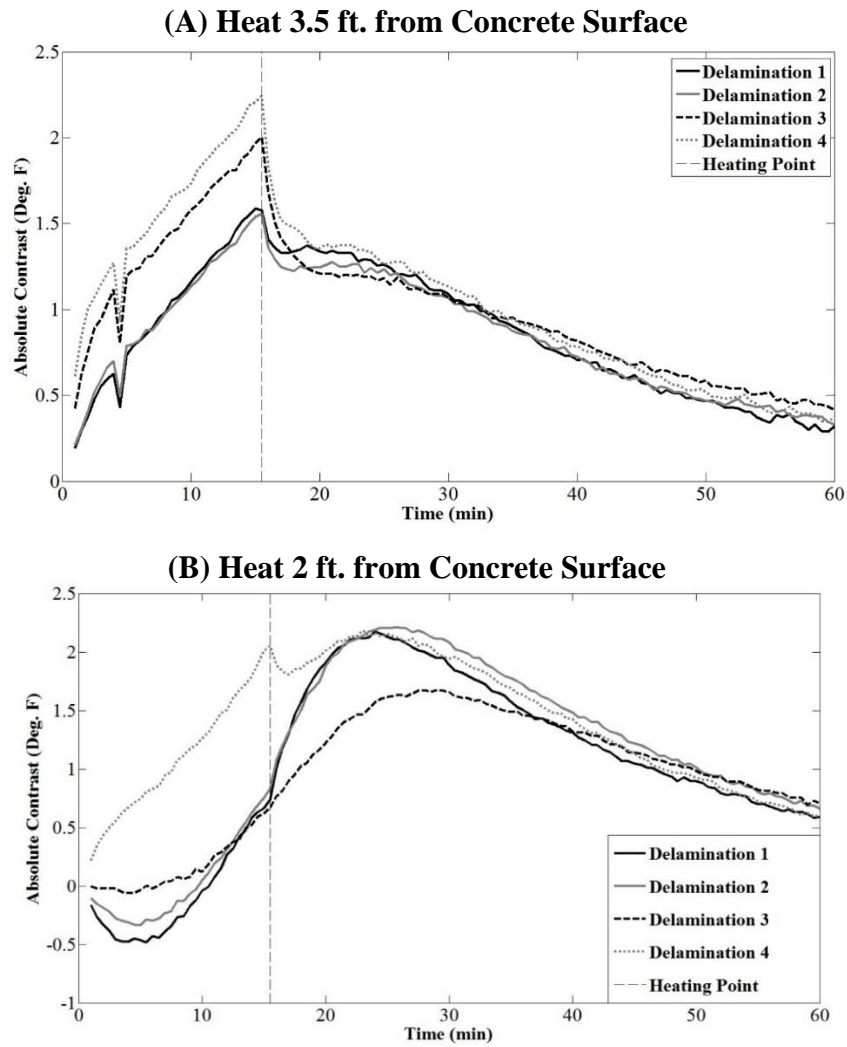 (A) Heat 3.5 ft. from Concrete Surface
2.5
2
1.5
1
0.5
0
Absolute Contrast (Deg. F)
Delamination 1
Delamination 2
Delamination 3
Delamination 4
Heating Point
0
10
20
30
40
50
60
Time (min)
(B) Heat 2 ft. from Concrete Surface
2.5
2
1.5
1
0.5
0
-0.5
-1
Absolute Contrast (Deg. F)
Delamination 1
Delamination 2
Delamination 3
Delamination 4
Heating Point
0
10
20
30
40
50
60
Time (min)